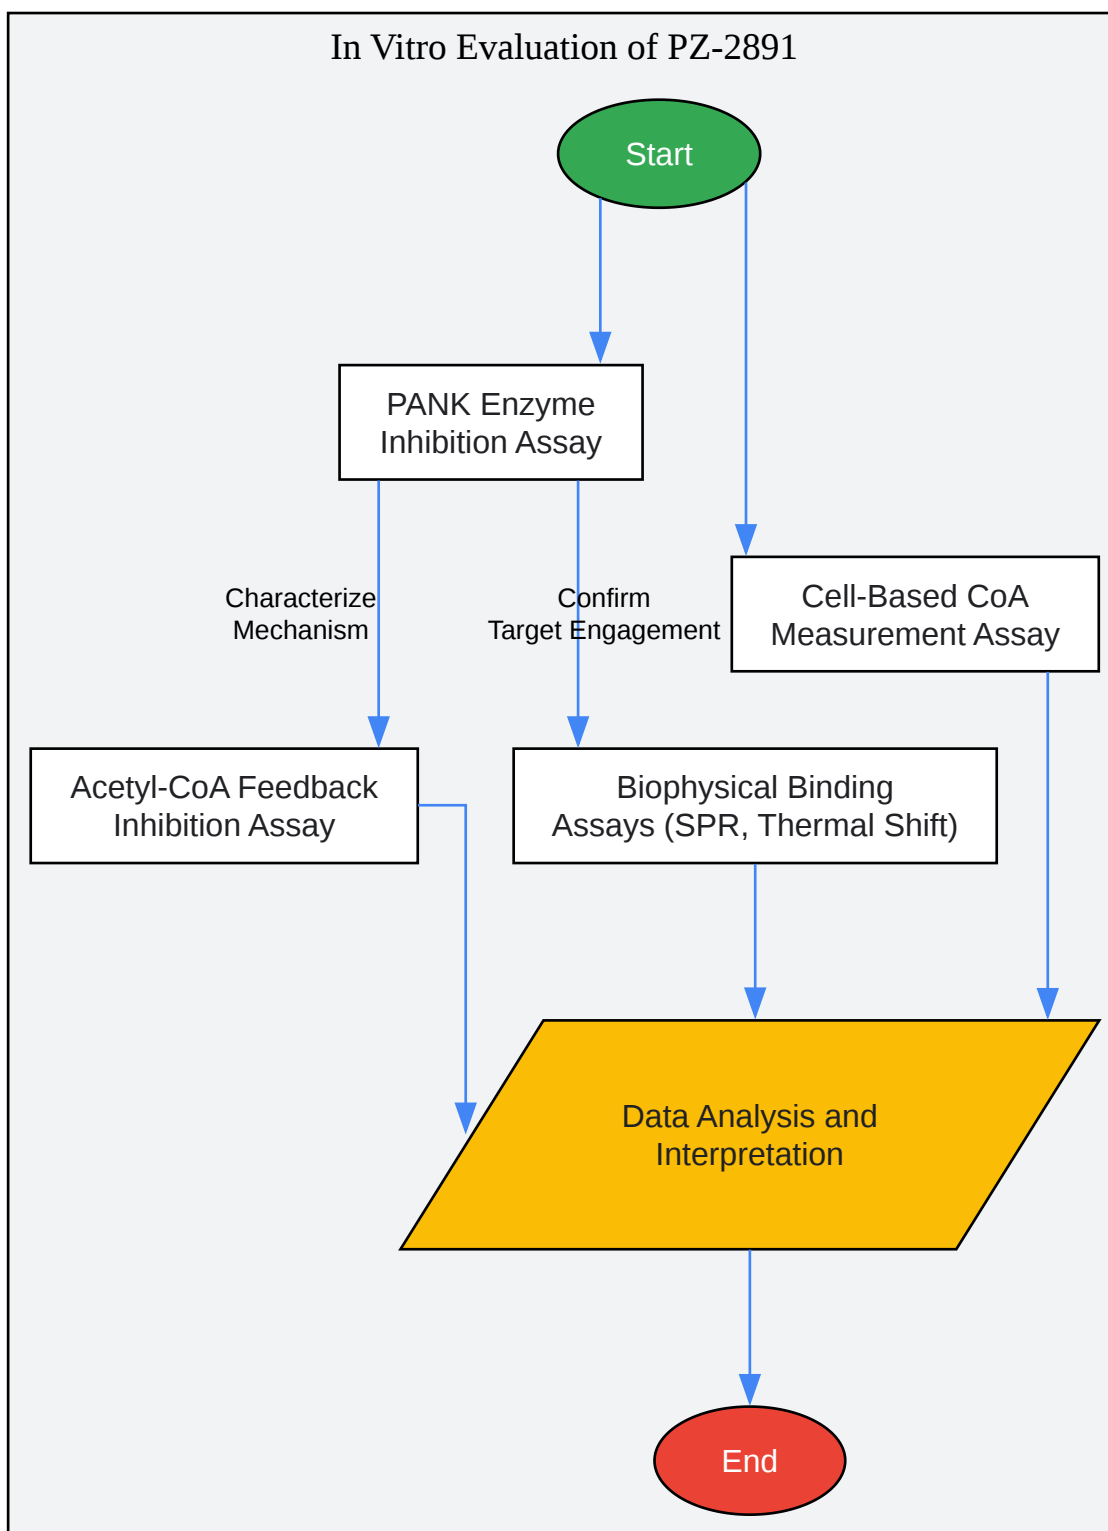 In Vitro Evaluation of PZ-2891
Start
PANK Enzyme
Inhibition Assay
Characterize
Mechanism
Confirm
Target Engagement
Cell-Based CoA
Measurement Assay
Acetyl-CoA Feedback
Inhibition Assay
Biophysical Binding
Assays (SPR, Thermal Shift)
Data Analysis and
Interpretation
End